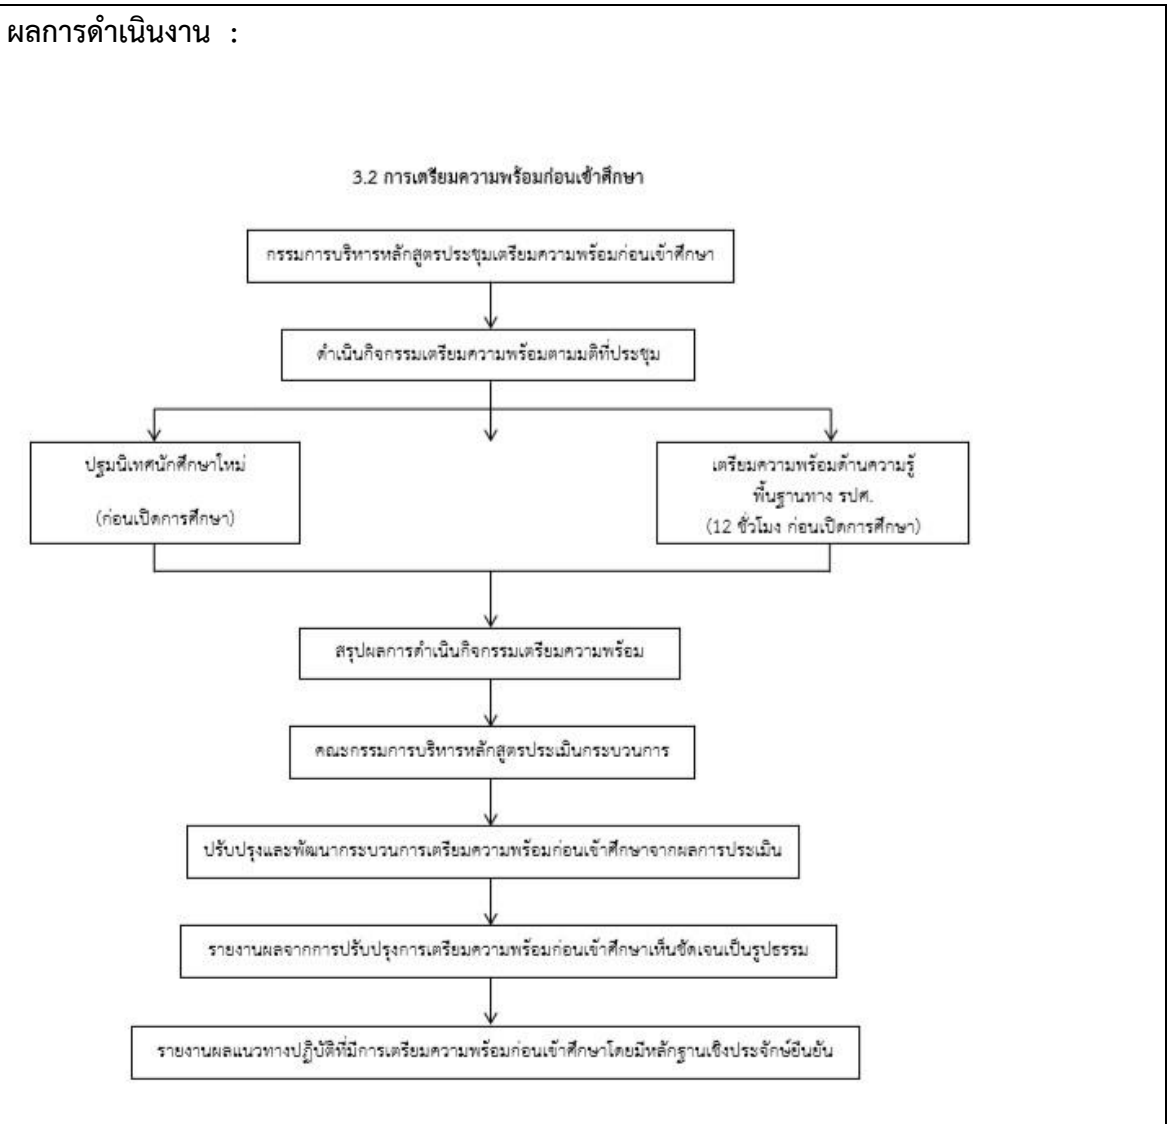 ผลการดำเนินงาน :
3.2 การเตรียมความพร้อมก่อนเข้าศึกษา
กรรมการบริหารหลักสูตรประชุมเตรียมความพร้อมก่อนเข้าศึกษา
ดำเนินกิจกรรมเตรียมความพร้อมตามมติที่ประชุม
ปฐมนิเทศนักศึกษาใหม่
(ก่อนเปิดการศึกษา)
เตรียมความพร้อมด้านความรู้
พื้นฐานทาง รปศ.
(12 ชั่วโมง ก่อนเปิดการศึกษา)
สรุปผลการดำเนินกิจกรรมเตรียมความพร้อม
คณะกรรมการบริหารหลักสูตรประเมินกระบวนการ
ปรับปรุงและพัฒนากระบวนการเตรียมความพร้อมก่อนเข้าศึกษาจากผลการประเมิน
รายงานผลจากการปรับปรุงการเตรียมความพร้อมก่อนเข้าศึกษาเห็นชัดเจนเป็นรูปธรรม
รายงานผลแนวทางปฏิบัติที่มีการเตรียมความพร้อมก่อนเข้าศึกษาโดยมีหลักฐานเชิงประจักษ์ยืนยัน